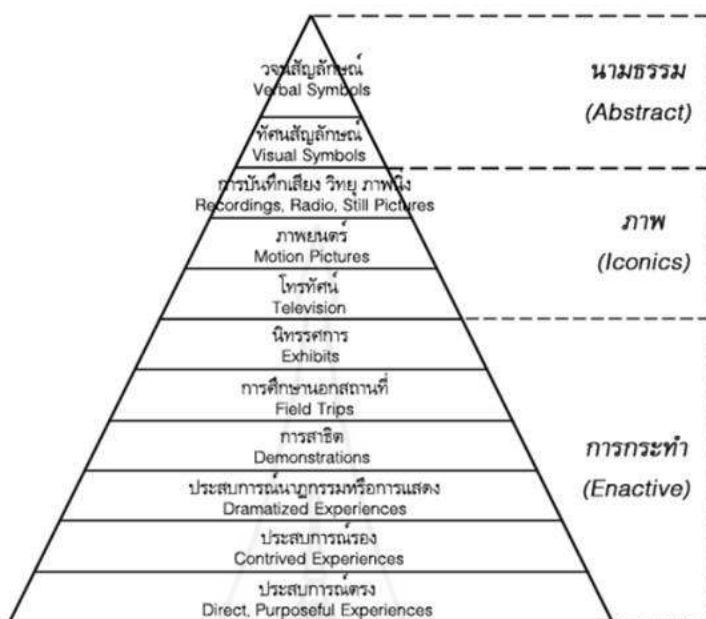 วจนสัญลักษณ์
Verbal Symbols
นามธรรม
(Abstract)
ทัศนสัญลักษณ์
Visual Symbols
การบันทึกเสียง วิทยุ ภาพนิ่ง
Recordings, Radio, Still Pictures
ภาพยนตร์
Motion Pictures
ภาพ
(Iconics)
โทรทัศน์
Television
นิทรรศการ
Exhibits
การศึกษานอกสถานที่
Field Trips
การสาธิต
Demonstrations
การกระทำ
(Enactive)
ประสบการณ์นาฏกรรมหรือการแสดง
Dramatized Experiences
ประสบการณ์รอง
Contrived Experiences
ประสบการณ์ตรง
Direct, Purposeful Experiences